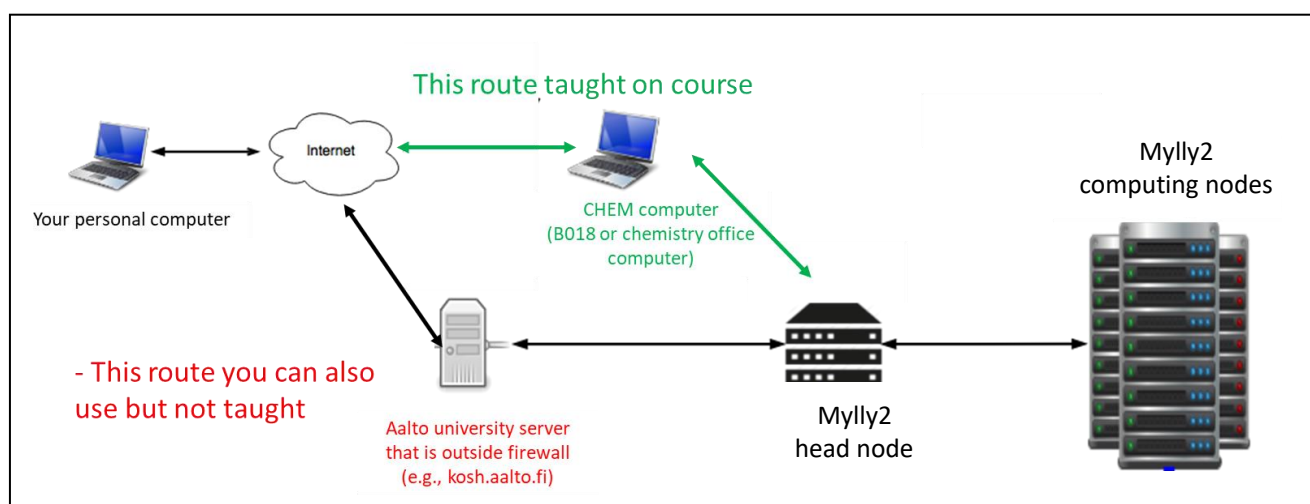 This route taught on course
Internet
Your personal computer
CHEM computer
(B018 or chemistry office
computer)
Mylly2
computing nodes
- This route you can also
use but not taught
Aalto university server
that is outside firewall
(e.g., kosh.aalto.fi)
Mylly2
head node